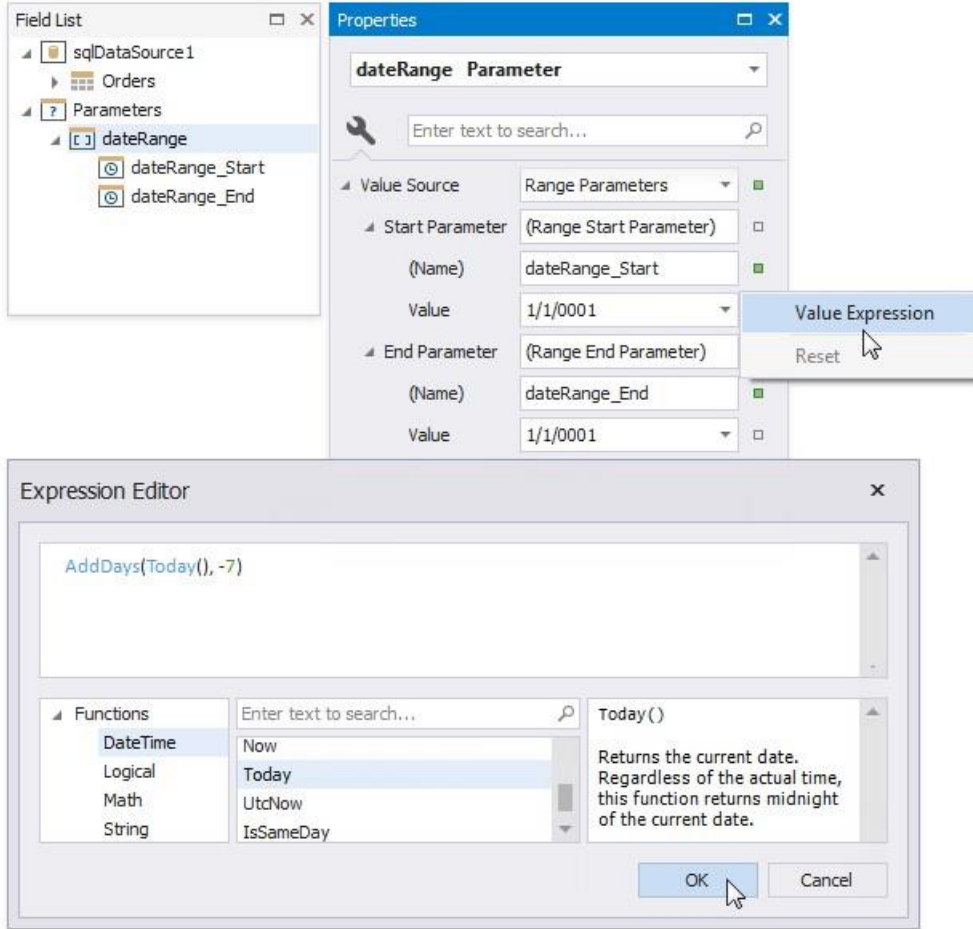 Field List
sqlDataSource1
Orders
Parameters
dateRange
dateRange_Start
dateRange_End
Properties
dateRange Parameter
Enter text to search...
Value Source Range Parameters
Start Parameter (Range Start Parameter)
(Name) dateRange_Start
Value 1/1/0001
End Parameter (Range End Parameter)
(Name) dateRange_End
Value 1/1/0001
Value Expression
Reset
Expression Editor
AddDays(Today(), -7)
Functions
DateTime
Logical
Math
String
Enter text to search...
Now
Today
UtcNow
IsSameDay
Today()
Returns the current date.
Regardless of the actual time,
this function returns midnight
of the current date.
OK Cancel